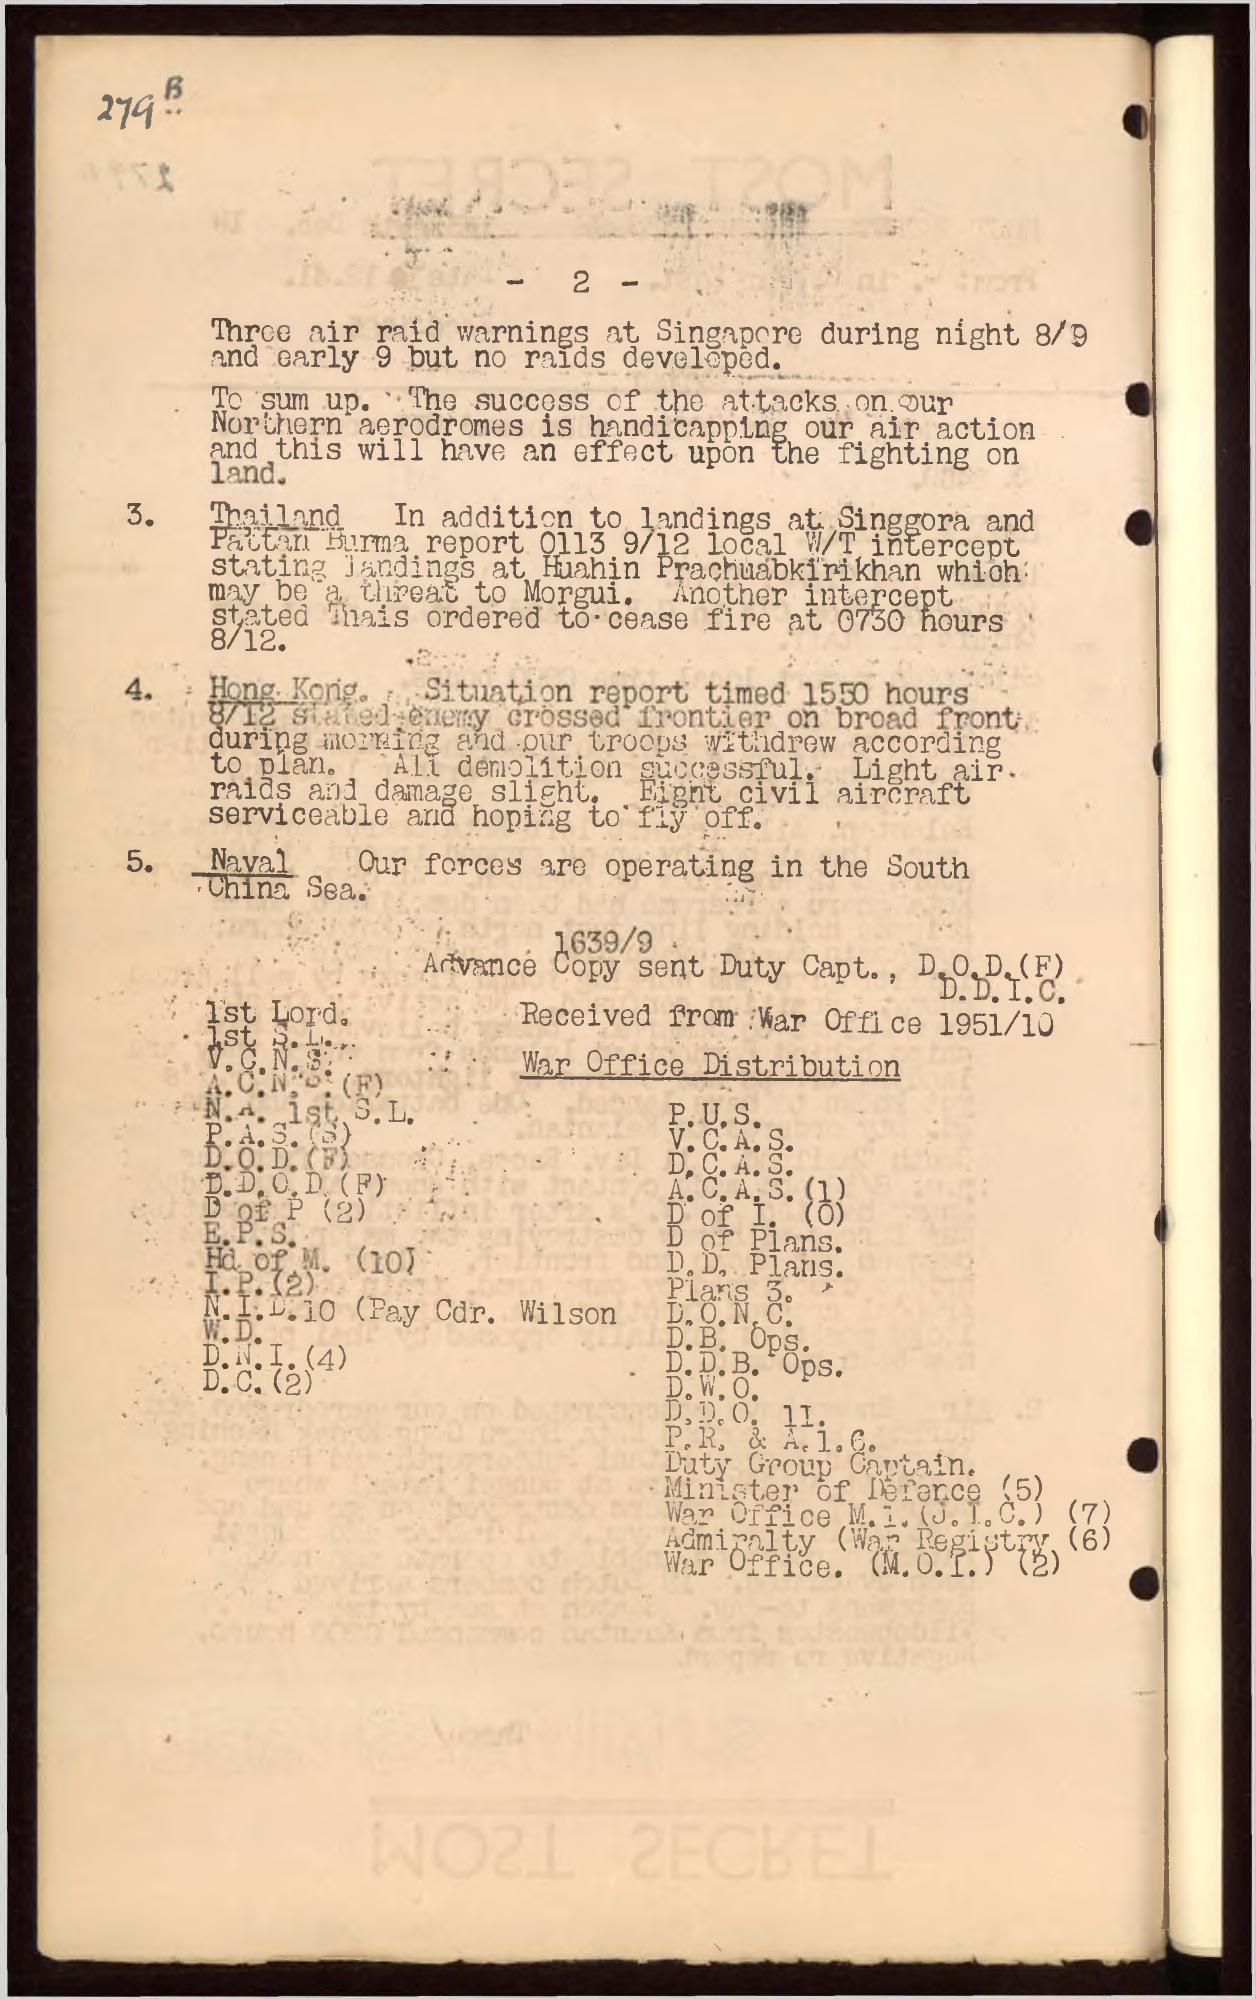 279 B
- 2 -
Three air raid warnings at Singapore during night 8/9
and early 9 but no raids developed.
To sum up. The success of the attacks on our
Northern aerodromes is handicapping our air action
and this will have an effect upon the fighting on
land.
3. Thailand In addition to landings at Singgora and
Pattan Burma report 0113 9/12 local W/T intercept
stating landings at Huahin Prachuabkirikhan which
may be a threat to Morgui. Another intercept
stated Thais ordered to cease fire at 0730 hours
8/12.
4. Hong Kong. Situation report timed 1550 hours
8/12 stated enemy crossed frontier on broad front
during morning and our troops withdrew according
to plan. All demolition successful. Light air
raids and damage slight. Eight civil aircraft
serviceable and hoping to fly off.
5. Naval Our forces are operating in the South
China Sea.
1639/9
Advance Copy sent Duty Capt., D.O.D.(F)
D.D.I.C.
Received from War Office 1951/10
War Office Distribution
1st Lord.
1st S.L.
V.C.N.S.
A.C.N.S.(F)
N.A. 1st S.L.
P.A.S.(S)
D.O.D.(F)
D.D.O.D.(F)
D of P (2)
E.P.S.
Hd of M. (10)
I.P.(2)
N.I.D.10 (Pay Cdr. Wilson
W.D.
D.N.I.(4)
D.C.(2)
P.U.S.
V.C.A.S.
D.C.A.S.
A.C.A.S.(1)
D of I. (O)
D of Plans.
D.D. Plans.
Plans 3.
D.O.N.C.
D.B. Ops.
D.D.B. Ops.
D.W.O.
D.D.O. 11.
P.R. & A.1.6.
Duty Group Captain.
Minister of Defence (5)
War Office M.I.(J.I.C.) (7)
Admiralty (War Registry (6)
War Office. (M.O.I.) (2)